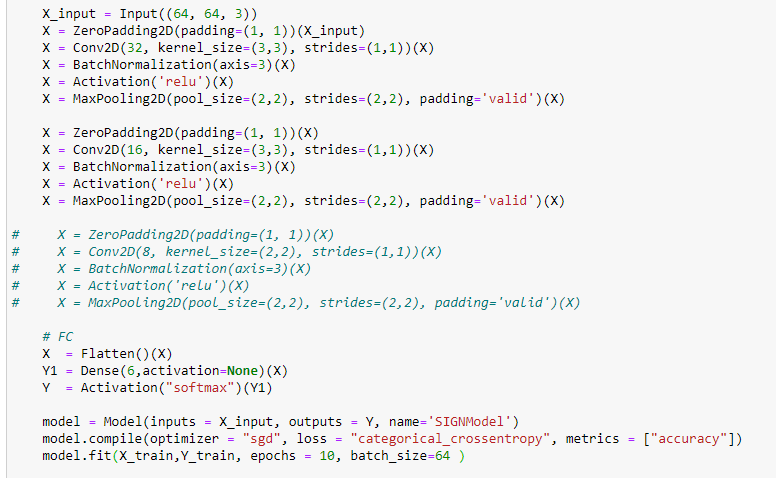 X_input = Input((64, 64, 3))
X = ZeroPadding2D(padding=(1, 1))(X_input)
X = Conv2D(32, kernel_size=(3,3), strides=(1,1))(X)
X = BatchNormalization(axis=3)(X)
X = Activation('relu')(X)
X = MaxPooling2D(pool_size=(2,2), strides=(2,2), padding='valid')(X)
X = ZeroPadding2D(padding=(1, 1))(X)
X = Conv2D(16, kernel_size=(3,3), strides=(1,1))(X)
X = BatchNormalization(axis=3)(X)
X = Activation('relu')(X)
X = MaxPooling2D(pool_size=(2,2), strides=(2,2), padding='valid')(X)
#     X = ZeroPadding2D(padding=(1, 1))(X)
#     X = Conv2D(8, kernel_size=(2,2), strides=(1,1))(X)
#     X = BatchNormalization(axis=3)(X)
#     X = Activation('relu')(X)
#     X = MaxPooling2D(pool_size=(2,2), strides=(2,2), padding='valid')(X)
# FC
X  = Flatten()(X)
Y1 = Dense(6,activation=None)(X)
Y  = Activation("softmax")(Y1)
model = Model(inputs = X_input, outputs = Y, name='SIGNModel')
model.compile(optimizer = "sgd", loss = "categorical_crossentropy", metrics = ["accuracy"])
model.fit(X_train,Y_train, epochs = 10, batch_size=64 )